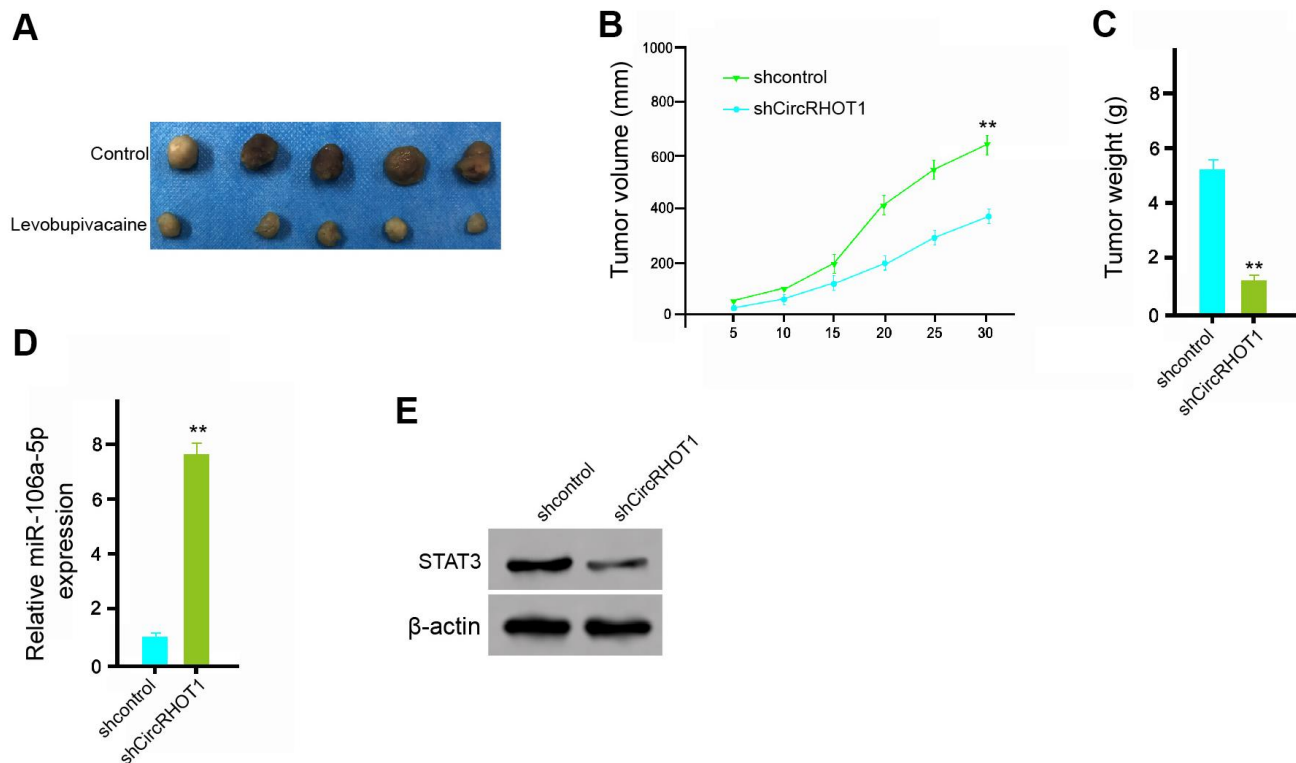 A
Control
Levobupivacaine
B
Tumor volume (mm)
1000
800
600
400
200
0
shcontrol
shCircRHOT1
**
5 10 15 20 25 30
C
Tumor weight (g)
8
6
4
2
0
**
shcontrol
shCircRHOT1
D
Relative miR-106a-5p
expression
8
6
4
2
0
**
shcontrol
shCircRHOT1
E
shcontrol
shCircRHOT1
STAT3
β-actin